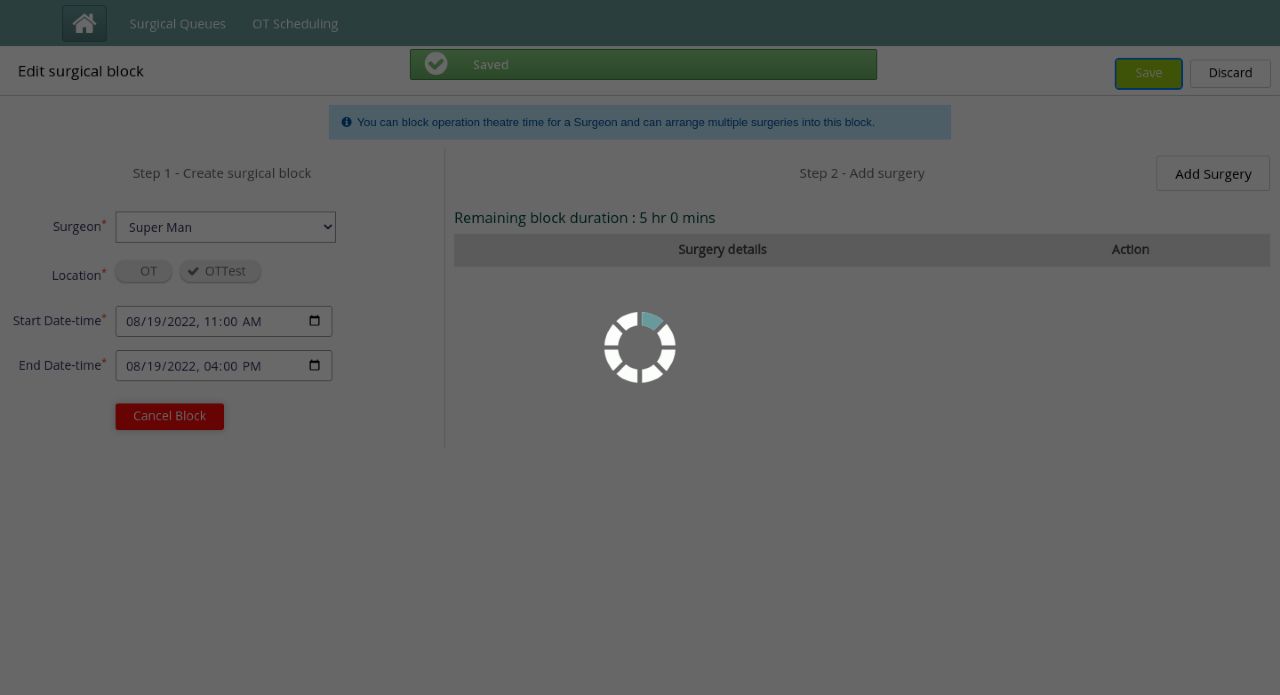 Surgical Queues OT Scheduling
Edit surgical block
Saved
Save Discard
You can block operation theatre time for a Surgeon and can arrange multiple surgeries into this block.
Step 1 - Create surgical block
Step 2 - Add surgery
Add Surgery
Surgeon* Super Man
Location* OT OTTest
Start Date-time* 08/19/2022, 11:00 AM
End Date-time* 08/19/2022, 04:00 PM
Cancel Block
Remaining block duration : 5 hr 0 mins
Surgery details Action